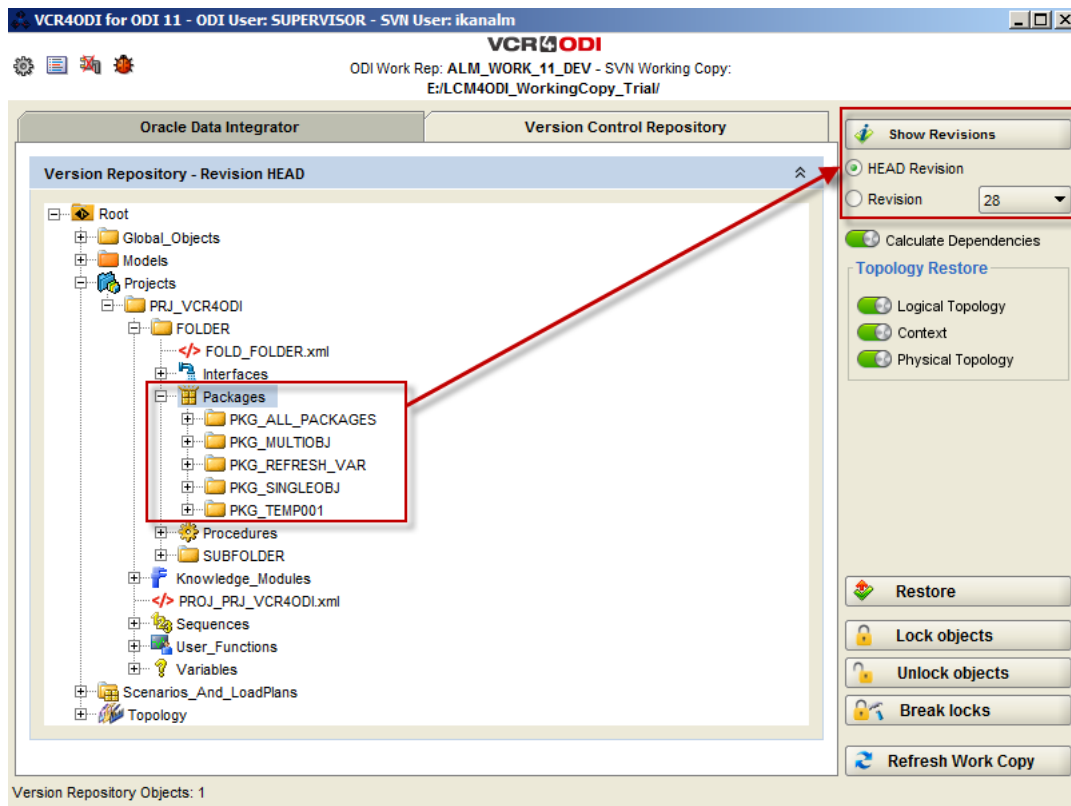 VCR4ODI for ODI 11 - ODI User: SUPERVISOR - SVN User: ikanalm
VCR4ODI
ODI Work Rep: ALM_WORK_11_DEV - SVN Working Copy:
E:/LCM4ODI_WorkingCopy_Trial/
Oracle Data Integrator
Version Control Repository
Version Repository - Revision HEAD
Root
Global_Objects
Models
Projects
PRJ_VCR4ODI
FOLDER
FOLD_FOLDER.xml
Interfaces
Packages
PKG_ALL_PACKAGES
PKG_MULTIOBJ
PKG_REFRESH_VAR
PKG_SINGLEOBJ
PKG_TEMP001
Procedures
SUBFOLDER
Knowledge_Modules
PROJ_PRJ_VCR4ODI.xml
Sequences
User_Functions
Variables
Scenarios_And_LoadPlans
Topology
Show Revisions
HEAD Revision
Revision 28
Calculate Dependencies
Topology Restore
Logical Topology
Context
Physical Topology
Restore
Lock objects
Unlock objects
Break locks
Refresh Work Copy
Version Repository Objects: 1